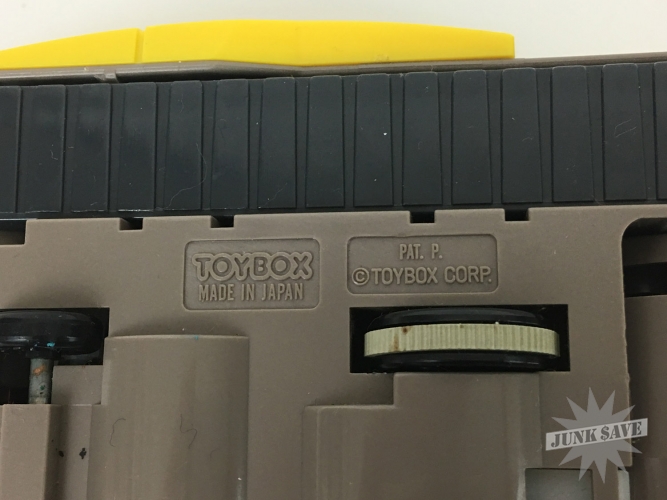 TOYBOX
MADE IN JAPAN
PAT. P.
© TOYBOX CORP.
JUNK SAVE